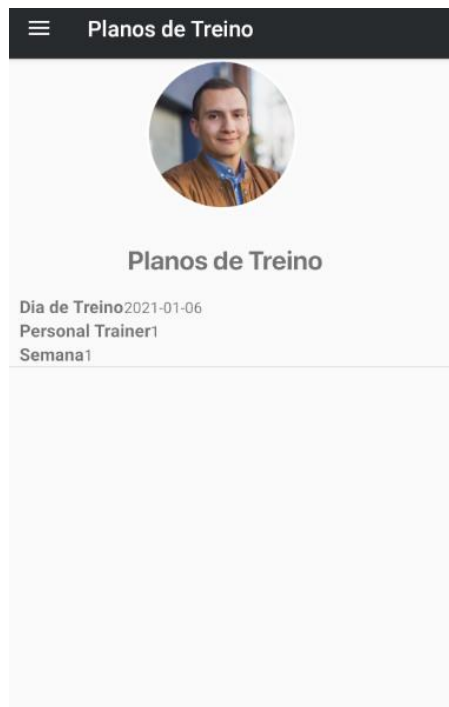 Planos de Treino
Planos de Treino
Dia de Treino2021-01-06
Personal Trainer1
Semana1